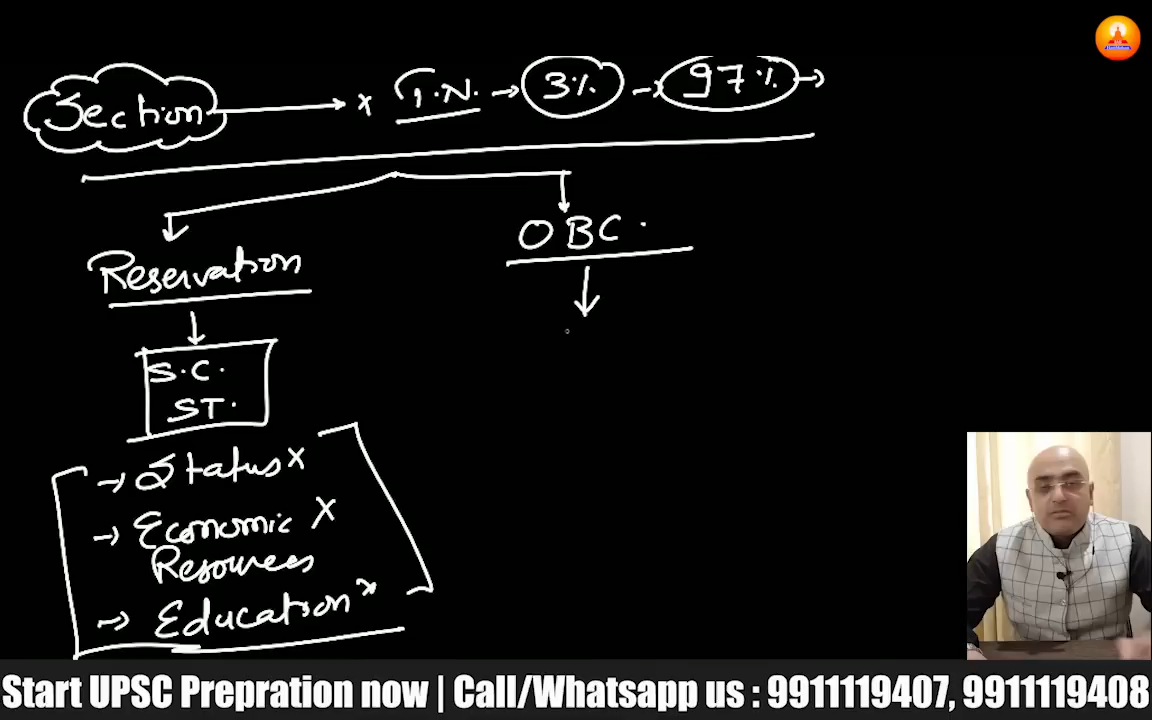 Section → × T.N. → 3% → 97% →
Reservation
OBC.
S.C.
ST.
→ Status ×
→ Economic ×
Resources
→ Education ×
Start UPSC Prepration now | Call/Whatsapp us : 9911119407, 9911119408